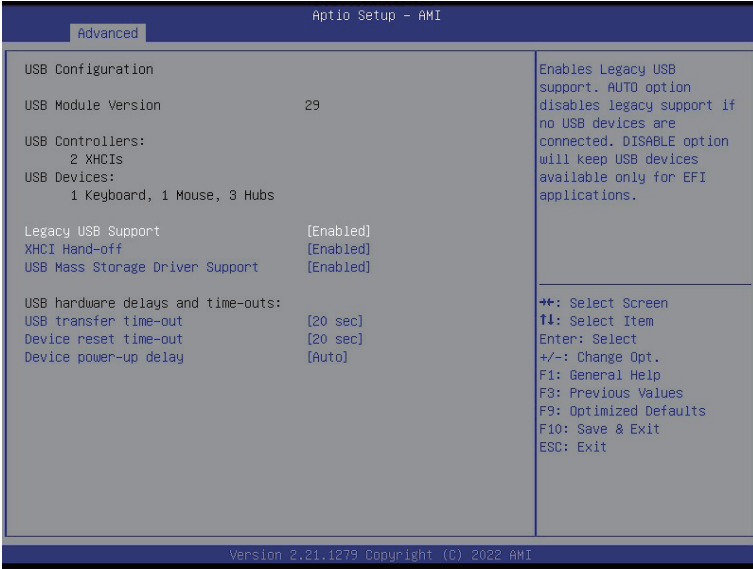 Aptio Setup – AMI
Advanced
USB Configuration
USB Module Version 29
USB Controllers:
2 XHCIs
USB Devices:
1 Keyboard, 1 Mouse, 3 Hubs
Legacy USB Support [Enabled]
XHCI Hand-off [Enabled]
USB Mass Storage Driver Support [Enabled]
USB hardware delays and time-outs:
USB transfer time-out [20 sec]
Device reset time-out [20 sec]
Device power-up delay [Auto]
Enables Legacy USB
support. AUTO option
disables legacy support if
no USB devices are
connected. DISABLE option
will keep USB devices
available only for EFI
applications.
→←: Select Screen
↑↓: Select Item
Enter: Select
+/-: Change Opt.
F1: General Help
F3: Previous Values
F9: Optimized Defaults
F10: Save & Exit
ESC: Exit
Version 2.21.1279 Copyright (C) 2022 AMI